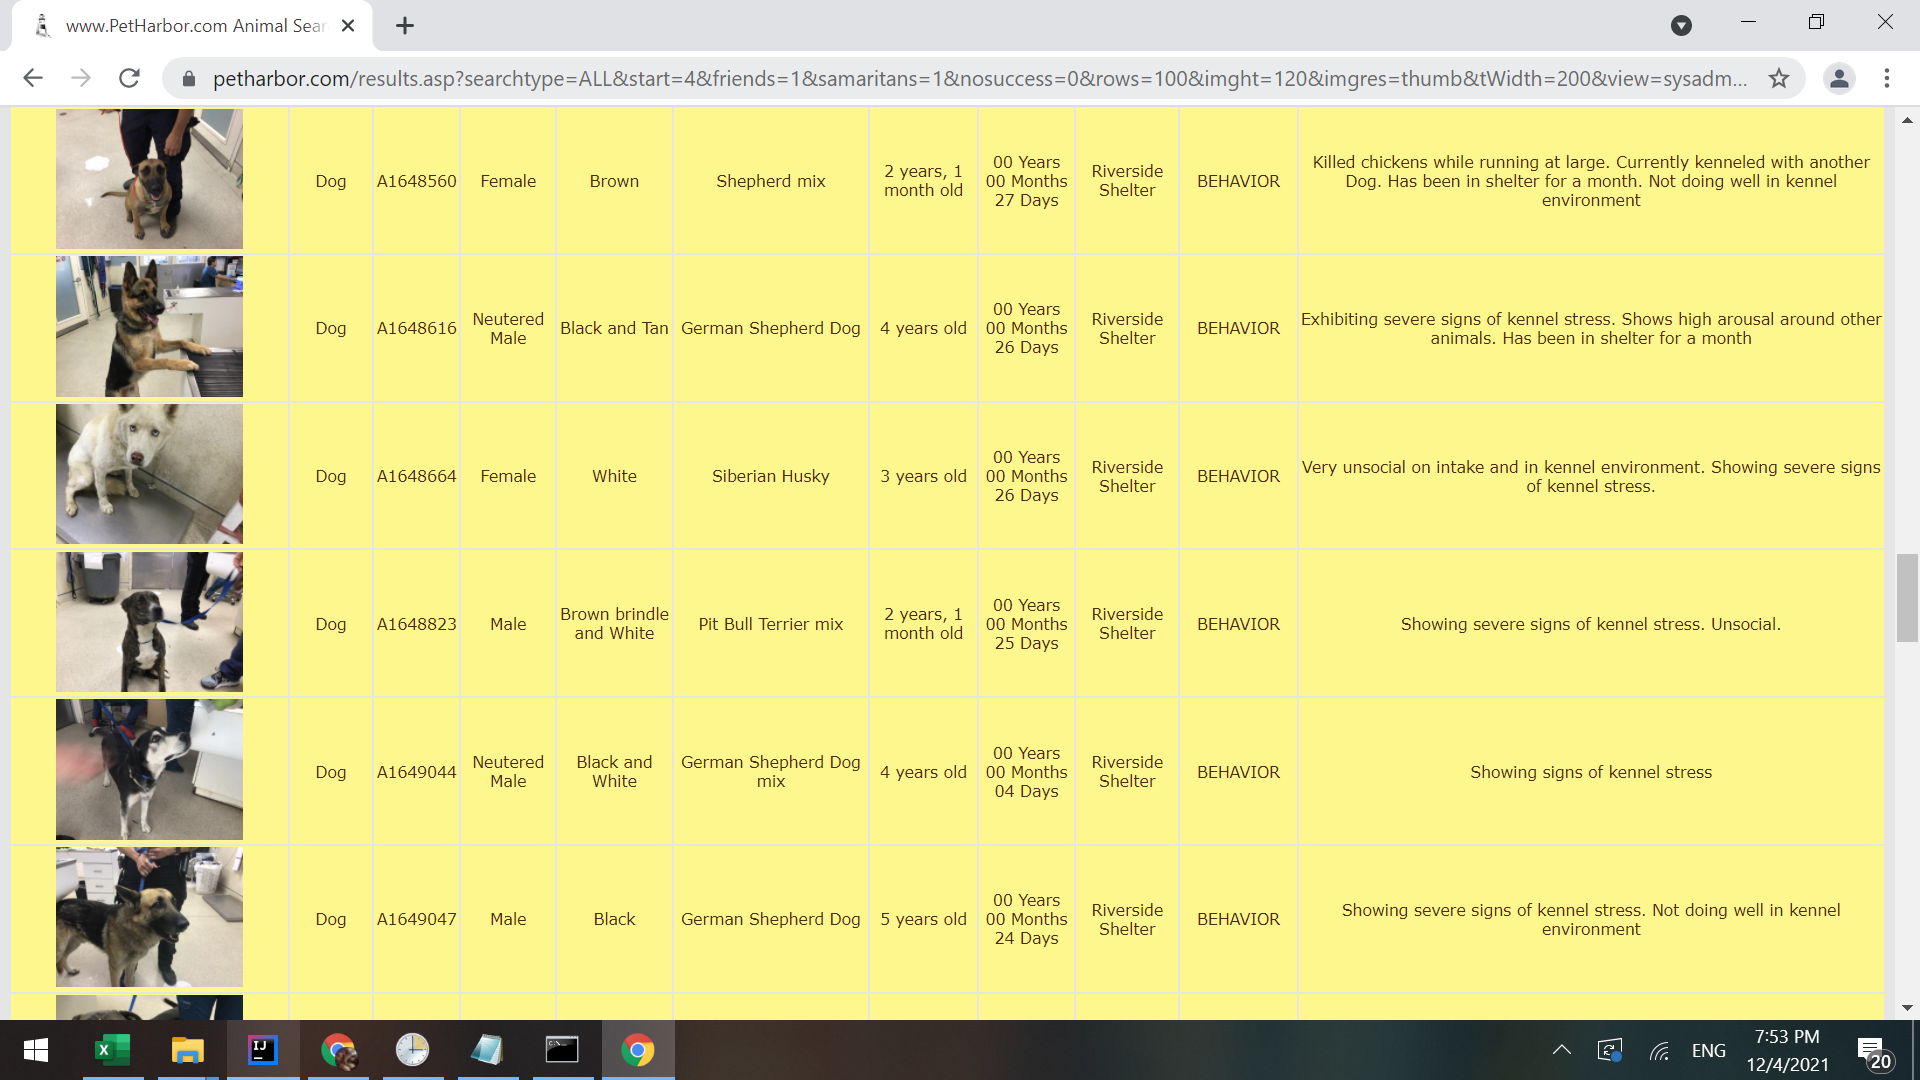 www.PetHarbor.com Animal Sear
petharbor.com/results.asp?searchtype=ALL&start=4&friends=1&samaritans=1&nosuccess=0&rows=100&imght=120&imgres=thumb&tWidth=200&view=sysadm...
Dog
A1648560
Female
Brown
Shepherd mix
2 years, 1
month old
00 Years
00 Months
27 Days
Riverside
Shelter
BEHAVIOR
Killed chickens while running at large. Currently kenneled with another
Dog. Has been in shelter for a month. Not doing well in kennel
environment
Dog
A1648616
Neutered
Male
Black and Tan
German Shepherd Dog
4 years old
00 Years
00 Months
26 Days
Riverside
Shelter
BEHAVIOR
Exhibiting severe signs of kennel stress. Shows high arousal around other
animals. Has been in shelter for a month
Dog
A1648664
Female
White
Siberian Husky
3 years old
00 Years
00 Months
26 Days
Riverside
Shelter
BEHAVIOR
Very unsocial on intake and in kennel environment. Showing severe signs
of kennel stress.
Dog
A1648823
Male
Brown brindle
and White
Pit Bull Terrier mix
2 years, 1
month old
00 Years
00 Months
25 Days
Riverside
Shelter
BEHAVIOR
Showing severe signs of kennel stress. Unsocial.
Dog
A1649044
Neutered
Male
Black and
White
German Shepherd Dog
mix
4 years old
00 Years
00 Months
04 Days
Riverside
Shelter
BEHAVIOR
Showing signs of kennel stress
Dog
A1649047
Male
Black
German Shepherd Dog
5 years old
00 Years
00 Months
24 Days
Riverside
Shelter
BEHAVIOR
Showing severe signs of kennel stress. Not doing well in kennel
environment
X
IJ
C:\.
ENG
7:53 PM
12/4/2021
20